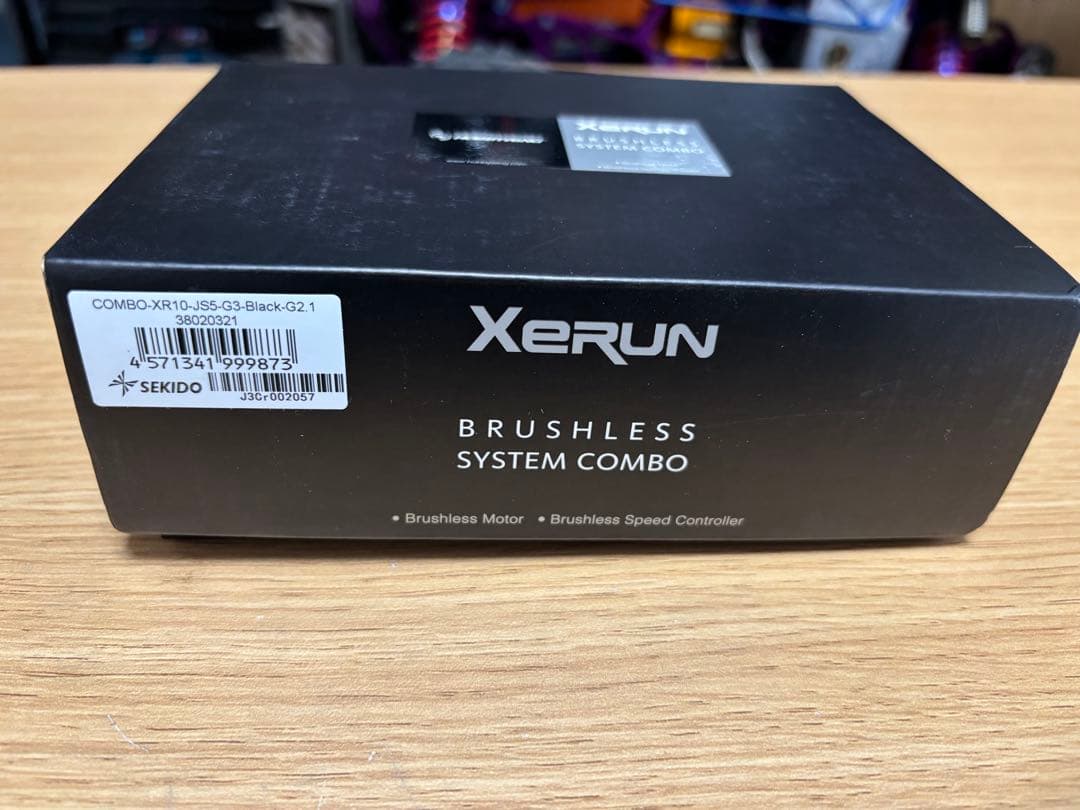 XeRUN
BRUSHLESS
SYSTEM COMBO
COMBO-XR10-JS5-G3-Black-G2.1
38020321
4 571341 999873
SEKIDO
J3Gr002057
XeRUN
BRUSHLESS
SYSTEM COMBO
• Brushless Motor • Brushless Speed Controller